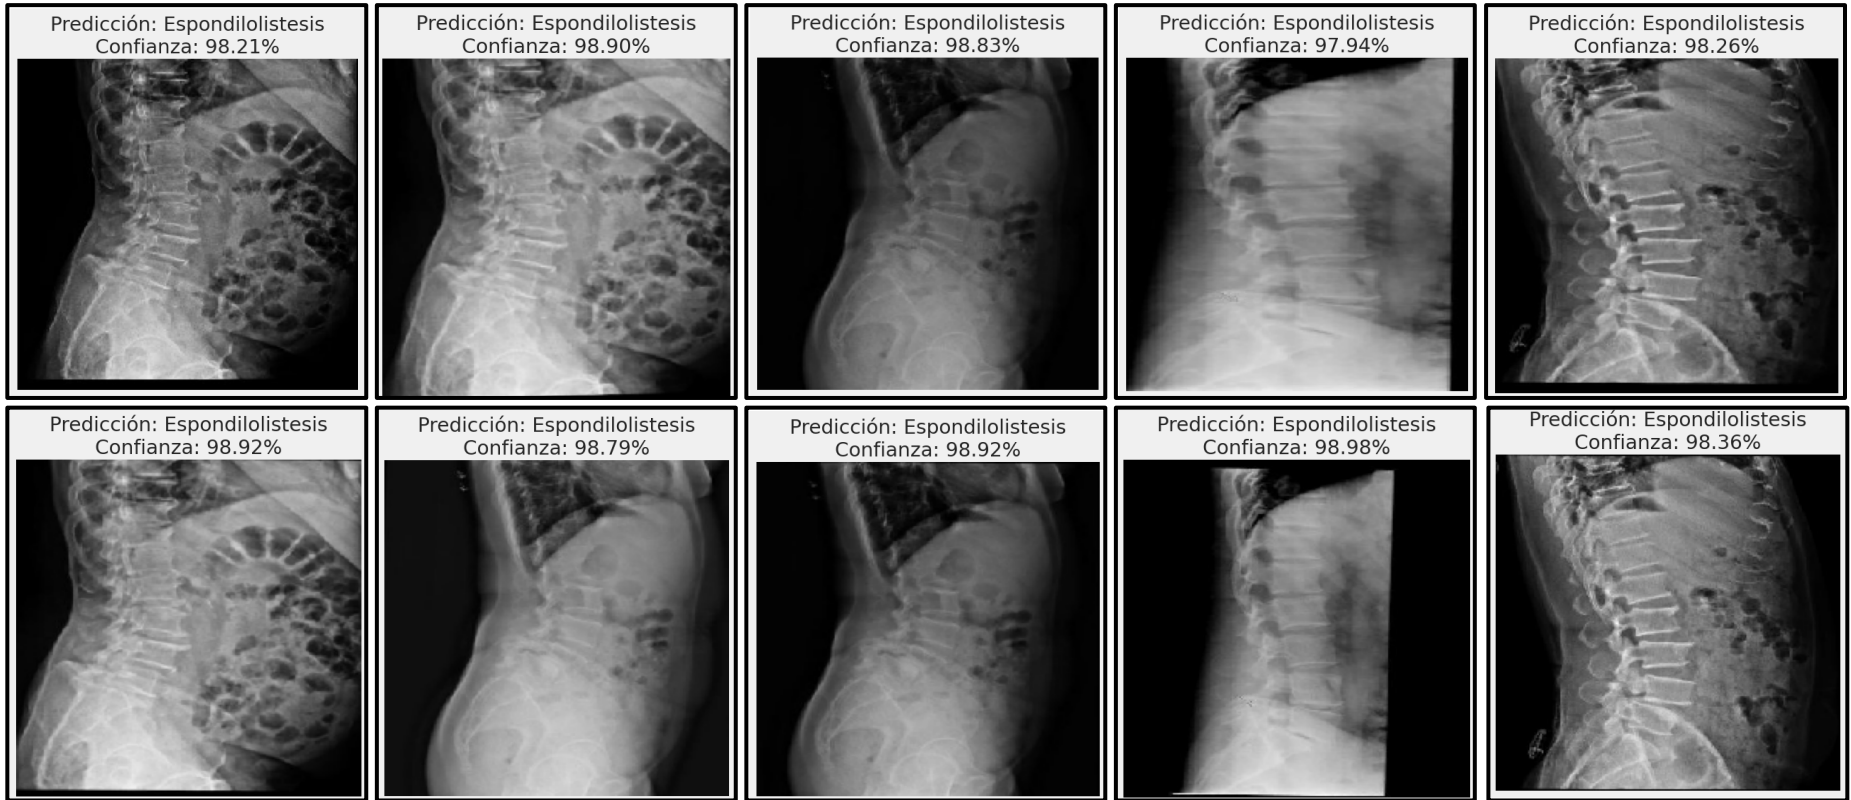 Predicción: Espondilolistesis
Confianza: 98.21%
Predicción: Espondilolistesis
Confianza: 98.90%
Predicción: Espondilolistesis
Confianza: 98.83%
Predicción: Espondilolistesis
Confianza: 97.94%
Predicción: Espondilolistesis
Confianza: 98.26%
Predicción: Espondilolistesis
Confianza: 98.92%
Predicción: Espondilolistesis
Confianza: 98.79%
Predicción: Espondilolistesis
Confianza: 98.92%
Predicción: Espondilolistesis
Confianza: 98.98%
Predicción: Espondilolistesis
Confianza: 98.36%